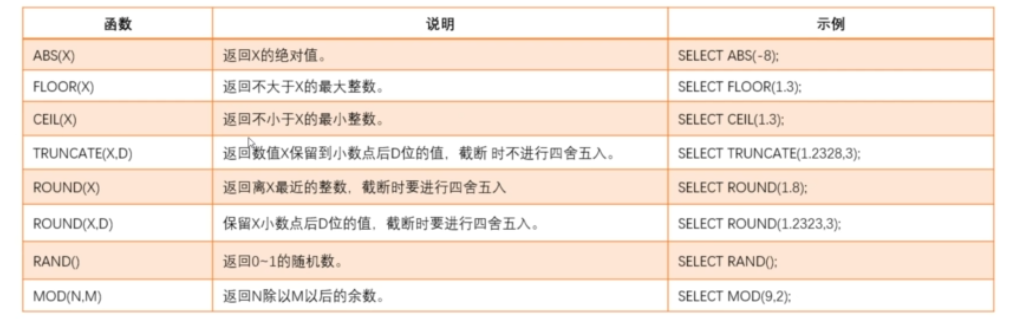 函数 说明 示例
ABS(X) 返回X的绝对值。 SELECT ABS(-8);
FLOOR(X) 返回不大于X的最大整数。 SELECT FLOOR(1.3);
CEIL(X) 返回不小于X的最小整数。 SELECT CEIL(1.3);
TRUNCATE(X,D) 返回数值X保留到小数点后D位的值，截断 时不进行四舍五入。 SELECT TRUNCATE(1.2328,3);
ROUND(X) 返回离X最近的整数，截断时要进行四舍五入 SELECT ROUND(1.8);
ROUND(X,D) 保留X小数点后D位的值，截断时要进行四舍五入。 SELECT ROUND(1.2323,3);
RAND() 返回0~1的随机数。 SELECT RAND();
MOD(N,M) 返回N除以M以后的余数。 SELECT MOD(9,2);